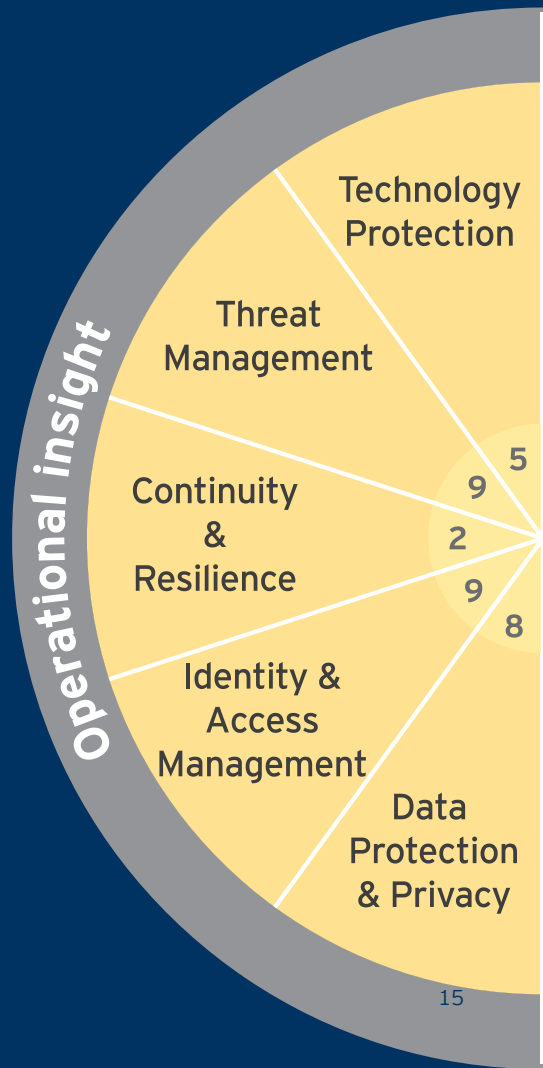 Operational insight
Technology
Protection
5
Threat
Management
9
Continuity
&
Resilience
2
Identity &
Access
Management
9
Data
Protection
& Privacy
8
15